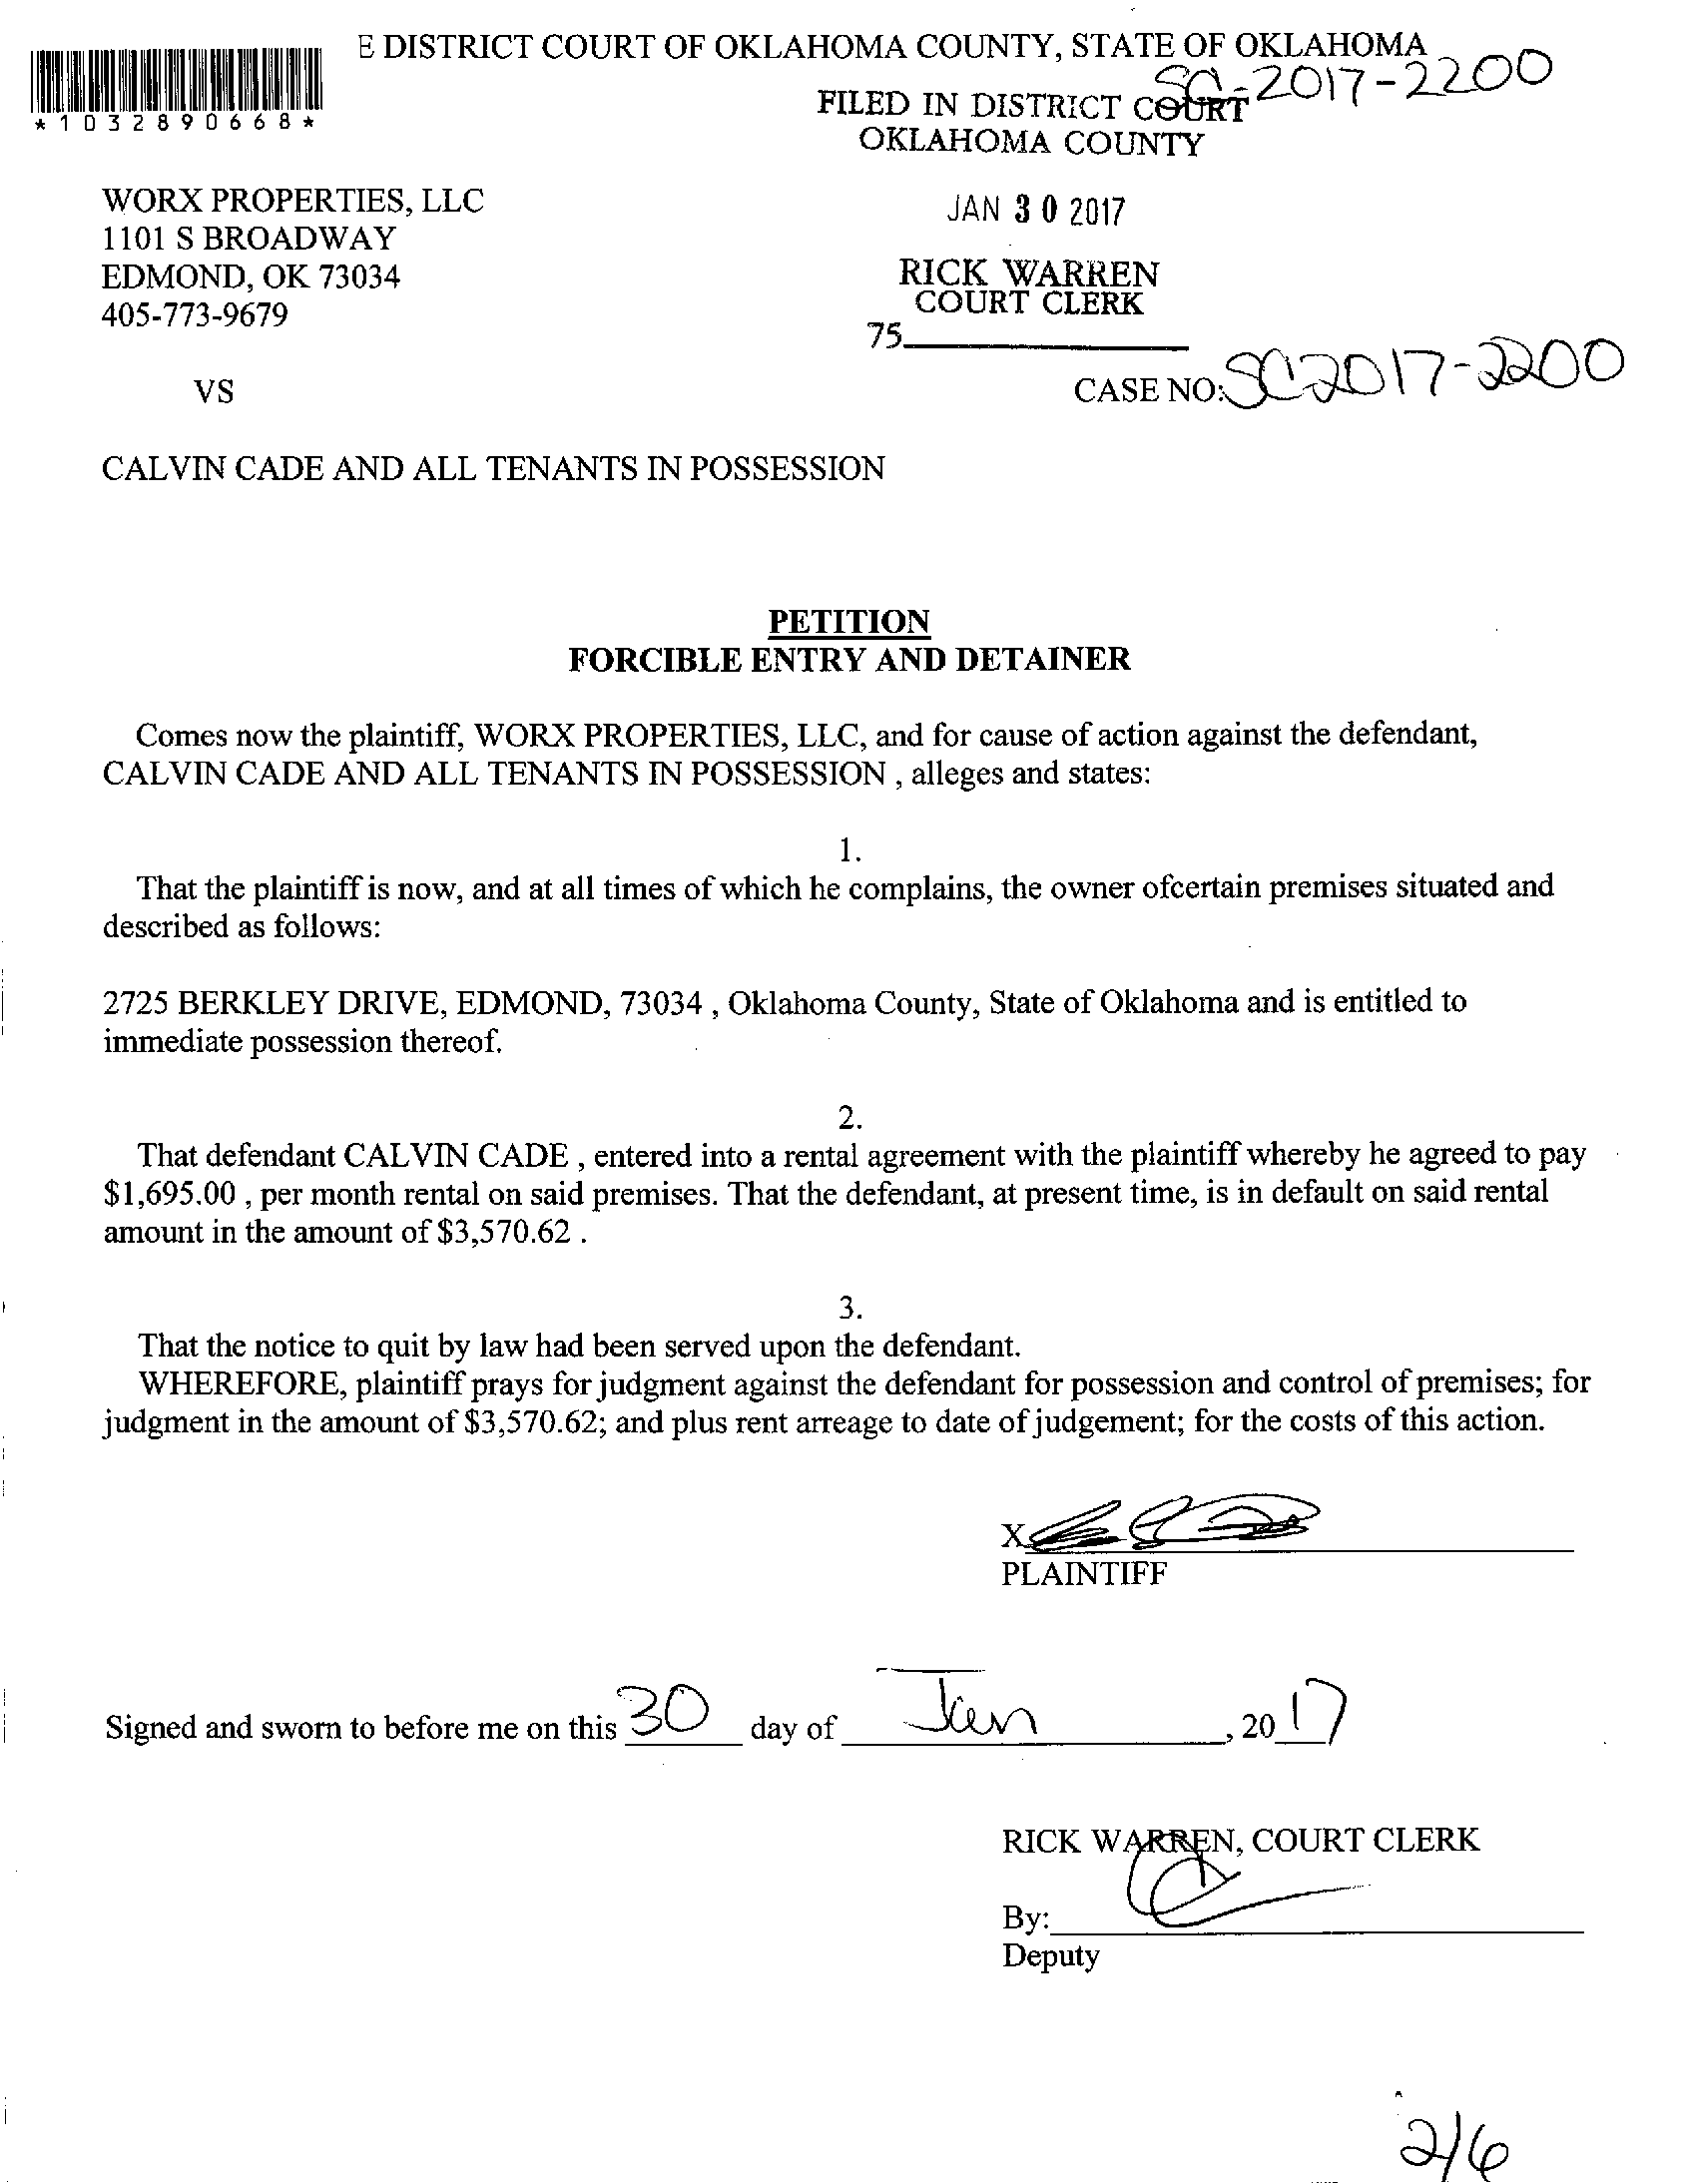 E DISTRICT COURT OF OKLAHOMA COUNTY, STATE OF OKLAHOMA
SC-2017-2200
*1032890668*
FILED IN DISTRICT COURT
OKLAHOMA COUNTY
WORX PROPERTIES, LLC
1101 S BROADWAY
EDMOND, OK 73034
405-773-9679
JAN 30 2017
RICK WARREN
COURT CLERK
75
VS
CASE NO: SC2017-2200
CALVIN CADE AND ALL TENANTS IN POSSESSION
PETITION
FORCIBLE ENTRY AND DETAINER
Comes now the plaintiff, WORX PROPERTIES, LLC, and for cause of action against the defendant,
CALVIN CADE AND ALL TENANTS IN POSSESSION , alleges and states:
1.
That the plaintiff is now, and at all times of which he complains, the owner ofcertain premises situated and
described as follows:
2725 BERKLEY DRIVE, EDMOND, 73034 , Oklahoma County, State of Oklahoma and is entitled to
immediate possession thereof.
2.
That defendant CALVIN CADE , entered into a rental agreement with the plaintiff whereby he agreed to pay
$1,695.00 , per month rental on said premises. That the defendant, at present time, is in default on said rental
amount in the amount of $3,570.62 .
3.
That the notice to quit by law had been served upon the defendant.
WHEREFORE, plaintiff prays for judgment against the defendant for possession and control of premises; for
judgment in the amount of $3,570.62; and plus rent arreage to date of judgement; for the costs of this action.
X
PLAINTIFF
Signed and sworn to before me on this 30 day of Jan , 2017
RICK WARREN, COURT CLERK
By:
Deputy
2/6